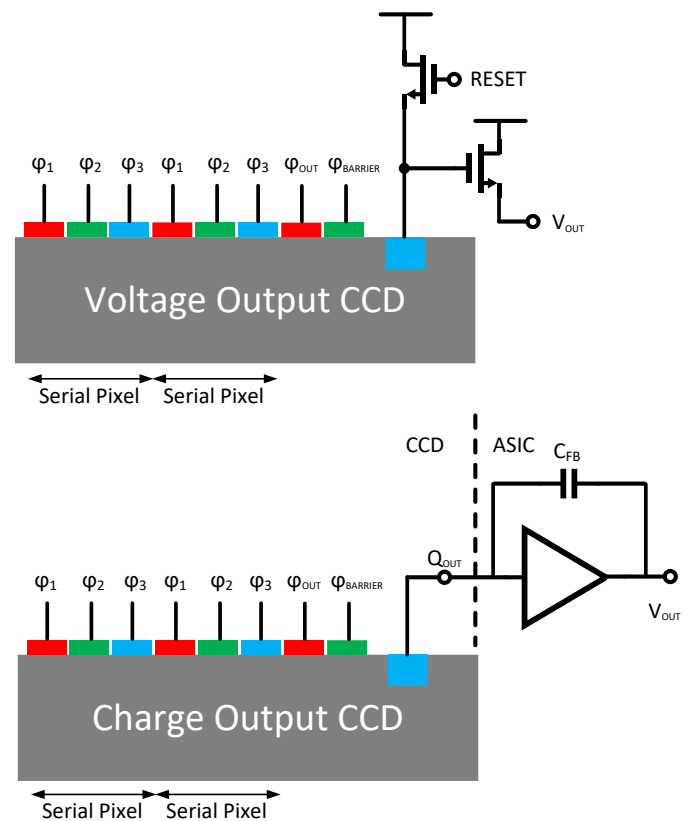 RESET
φ1 φ2 φ3 φ1 φ2 φ3 φOUT φBARRIER
VOUT
Voltage Output CCD
Serial Pixel Serial Pixel
CCD ASIC
CFB
QOUT
φ1 φ2 φ3 φ1 φ2 φ3 φOUT φBARRIER
VOUT
Charge Output CCD
Serial Pixel Serial Pixel